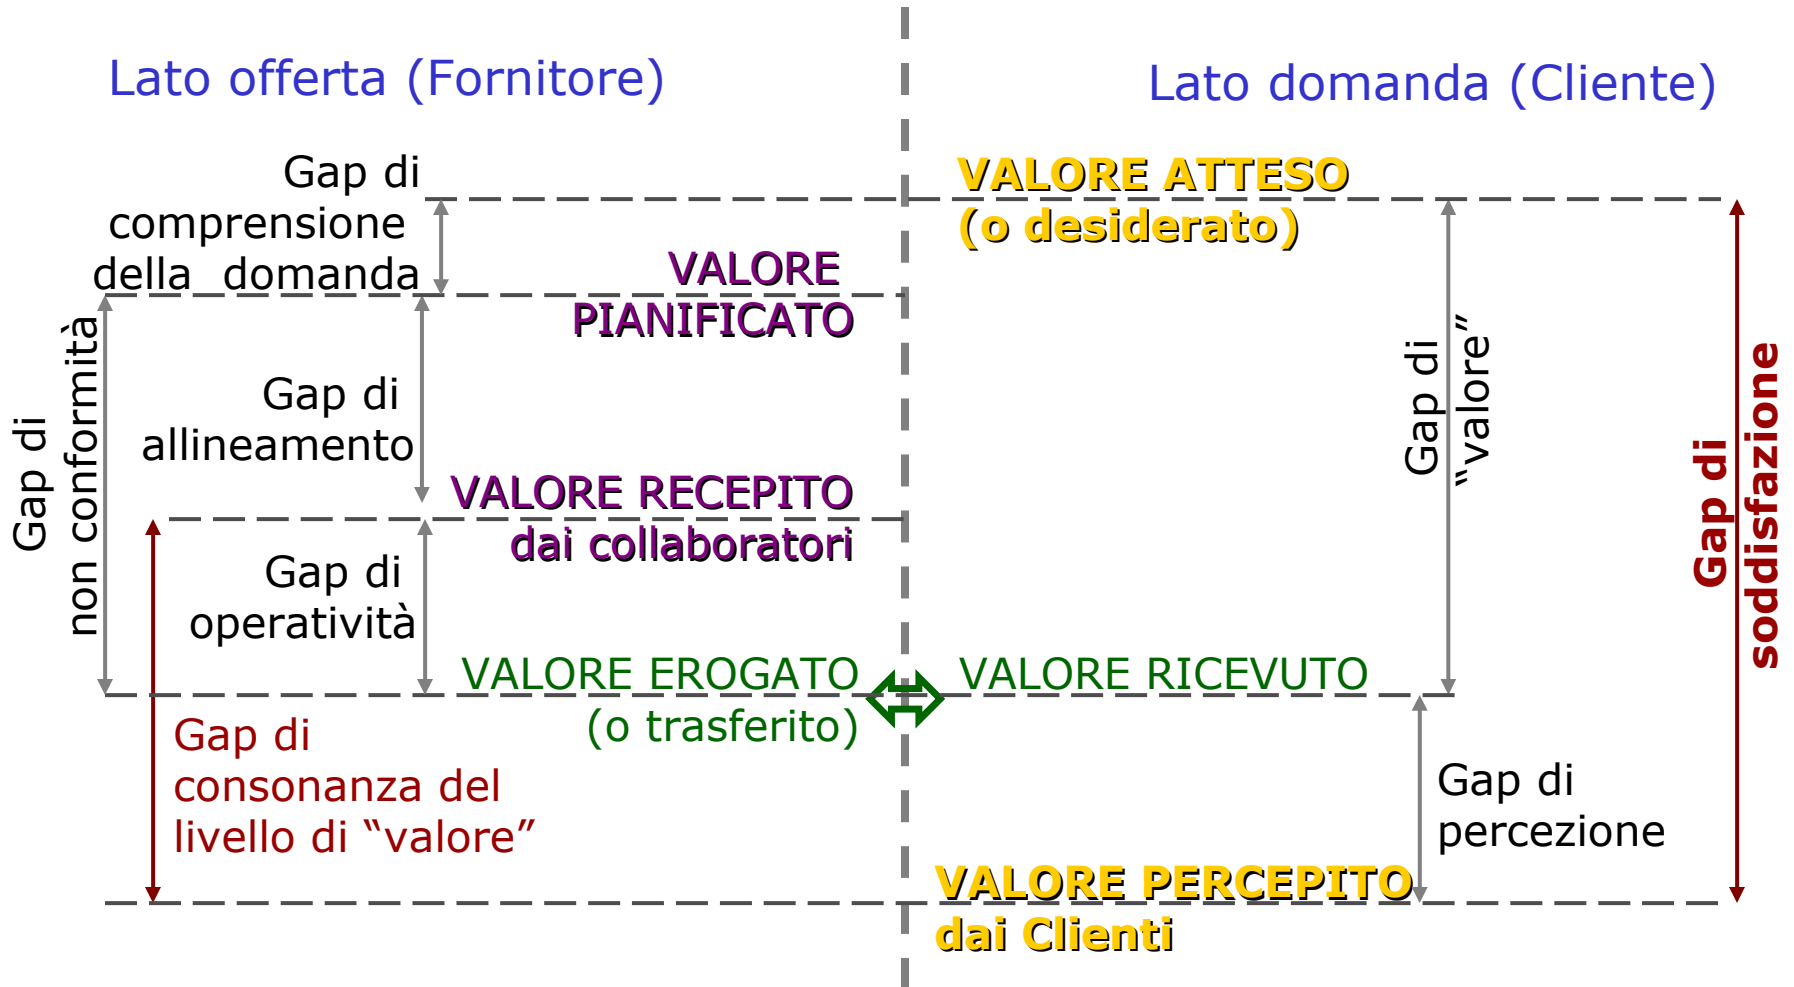 Lato offerta (Fornitore)
Lato domanda (Cliente)
Gap di
comprensione
della domanda
VALORE ATTESO
(o desiderato)
VALORE
PIANIFICATO
Gap di
non conformità
Gap di
allineamento
Gap di
“valore”
Gap di
soddisfazione
VALORE RECEPITO
dai collaboratori
Gap di
operatività
VALORE EROGATO
(o trasferito)
VALORE RICEVUTO
Gap di
consonanza del
livello di “valore”
Gap di
percezione
VALORE PERCEPITO
dai Clienti